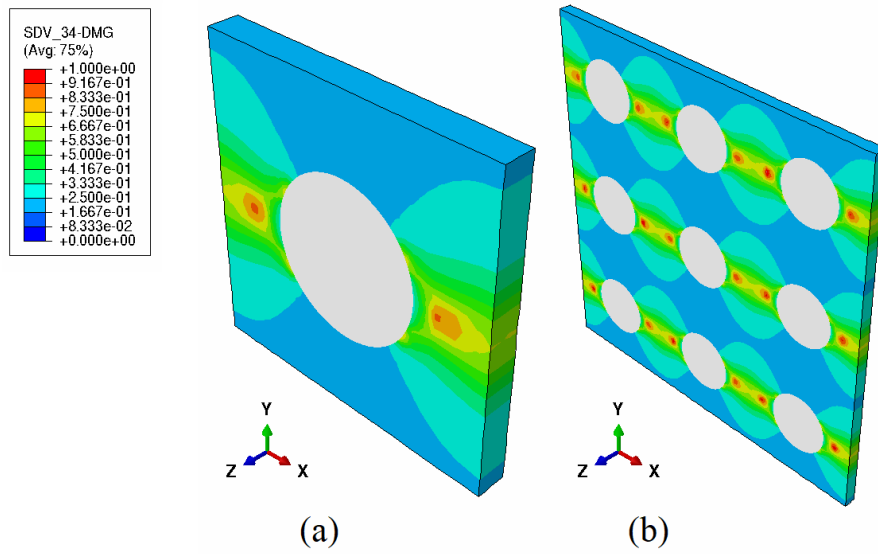 SDV_34-DMG
(Avg: 75%)
+1.000e+00
+9.167e-01
+8.333e-01
+7.500e-01
+6.667e-01
+5.833e-01
+5.000e-01
+4.167e-01
+3.333e-01
+2.500e-01
+1.667e-01
+8.333e-02
+0.000e+00
Y
Z X
Y
Z X
(a) (b)